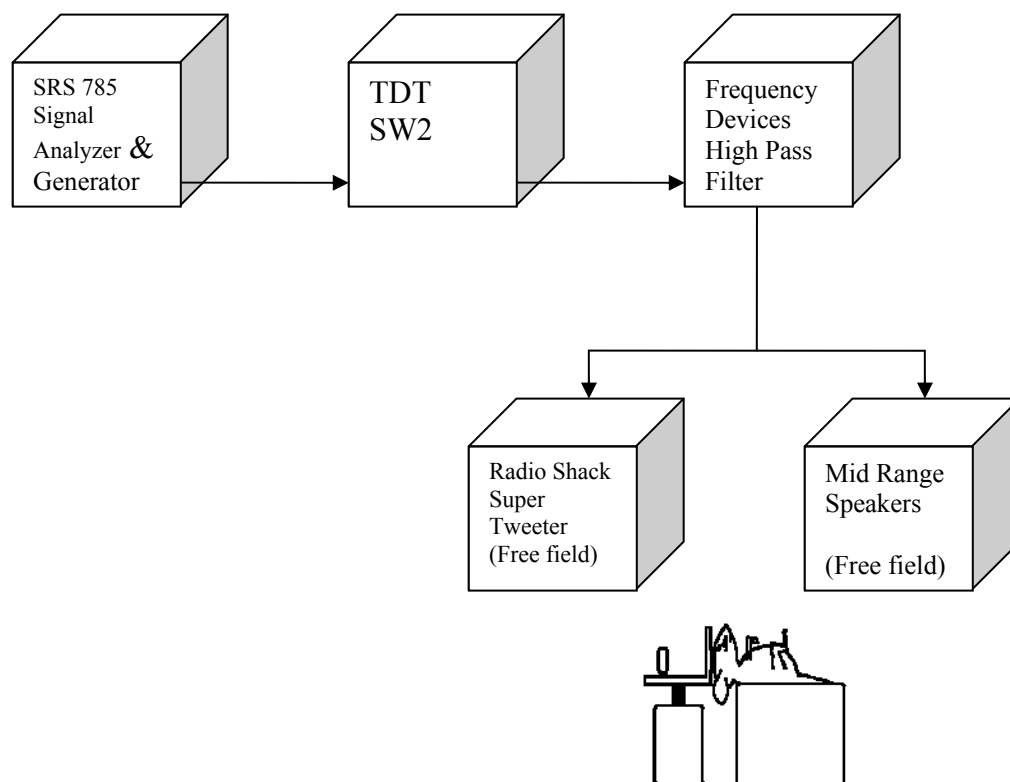 SRS 785
Signal
Analyzer &
Generator
TDT
SW2
Frequency
Devices
High Pass
Filter
Radio Shack
Super
Tweeter
(Free field)
Mid Range
Speakers
(Free field)